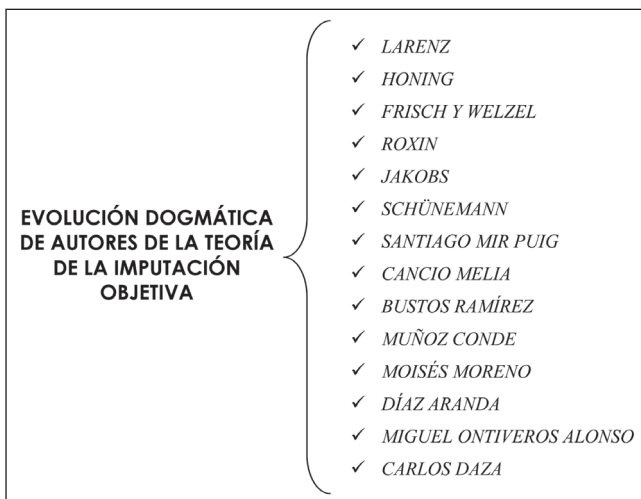 EVOLUCIÓN DOGMÁTICA
DE AUTORES DE LA TEORÍA
DE LA IMPUTACIÓN
OBJETIVA
✓ LARENZ
✓ HONING
✓ FRISCH Y WELZEL
✓ ROXIN
✓ JAKOBS
✓ SCHÜNEMANN
✓ SANTIAGO MIR PUIG
✓ CANCIO MELIA
✓ BUSTOS RAMÍREZ
✓ MUÑOZ CONDE
✓ MOISÉS MORENO
✓ DÍAZ ARANDA
✓ MIGUEL ONTIVEROS ALONSO
✓ CARLOS DAZA